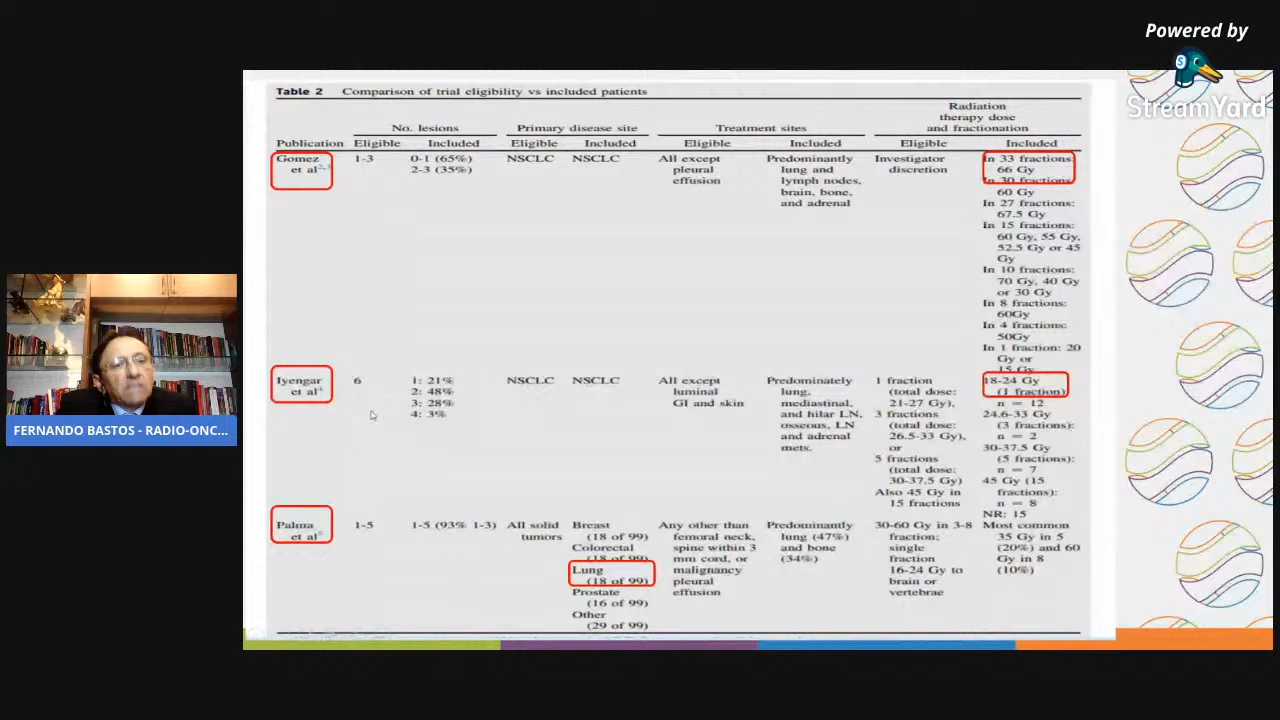 Powered by
StreamYard
Table 2 Comparison of trial eligibility vs included patients
Radiation
therapy dose
No. lesions Primary disease site Treatment sites and fractionation
Publication Eligible Included Eligible Included Eligible Included Eligible Included
Gomez 1-3 0-1 (65%) NSCLC NSCLC All except Predominantly Investigator In 33 fractions:
et al 2-3 (35%) pleural lung and discretion 66 Gy
effusion lymph nodes, In 30 fractions:
brain, bone, 60 Gy
and adrenal In 27 fractions:
67.5 Gy
In 15 fractions:
60 Gy, 55 Gy,
52.5 Gy or 45
Gy
In 10 fractions:
70 Gy, 40 Gy
or 30 Gy
In 8 fractions:
60Gy
In 4 fractions:
50Gy
In 1 fraction: 20
Gy or
15 Gy
Iyengar 6 1: 21% NSCLC NSCLC All except Predominately 1 fraction 18-24 Gy
et al 2: 48% luminal lung, (total dose: (1 fraction)
3: 28% GI and skin mediastinal, 21-27 Gy), n = 12
4: 3% and hilar LN, 3 fractions 24.6-33 Gy
osseous, LN (total dose: (3 fractions):
and adrenal 26.5-33 Gy), n = 2
mets. or 30-37.5 Gy
5 fractions (5 fractions):
(total dose: n = 7
30-37.5 Gy) 45 Gy (15
Also 45 Gy in fractions):
15 fractions n = 8
NR: 15
Palma 1-5 1-5 (93% 1-3) All solid Breast Any other than Predominantly 30-60 Gy in 3-8 Most common
et al tumors (18 of 99) femoral neck, lung (47%) fraction; 35 Gy in 5
Colorectal spine within 3 and bone single (20%) and 60
(18 of 99) mm cord, or (34%) fraction Gy in 8
Lung malignancy 16-24 Gy to (10%)
(18 of 99) pleural brain or
Prostate effusion vertebrae
(16 of 99)
Other
(29 of 99)
FERNANDO BASTOS - RADIO-ONC...